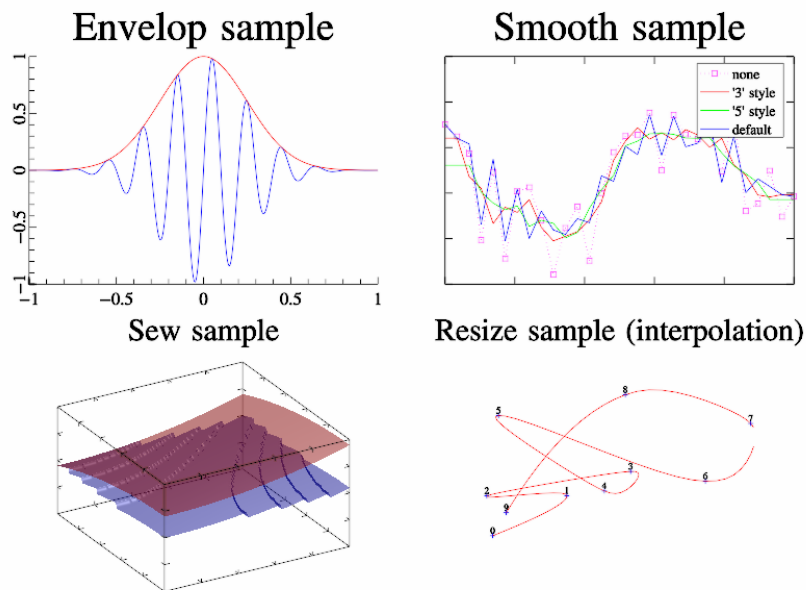 Envelop sample
Smooth sample
1
0.5
0
−0.5
−1
−1 −0.5 0 0.5 1
none
'3' style
'5' style
default
Sew sample
Resize sample (interpolation)
8
5
7
3
6
2
1
4
9
0